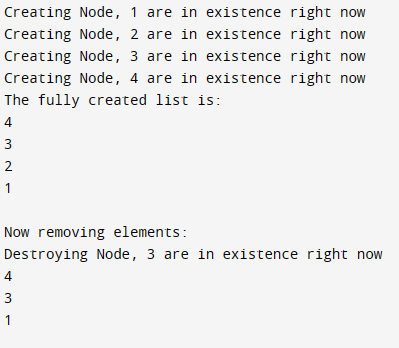 Creating Node, 1 are in existence right now
Creating Node, 2 are in existence right now
Creating Node, 3 are in existence right now
Creating Node, 4 are in existence right now
The fully created list is:
4
3
2
1

Now removing elements:
Destroying Node, 3 are in existence right now
4
3
1